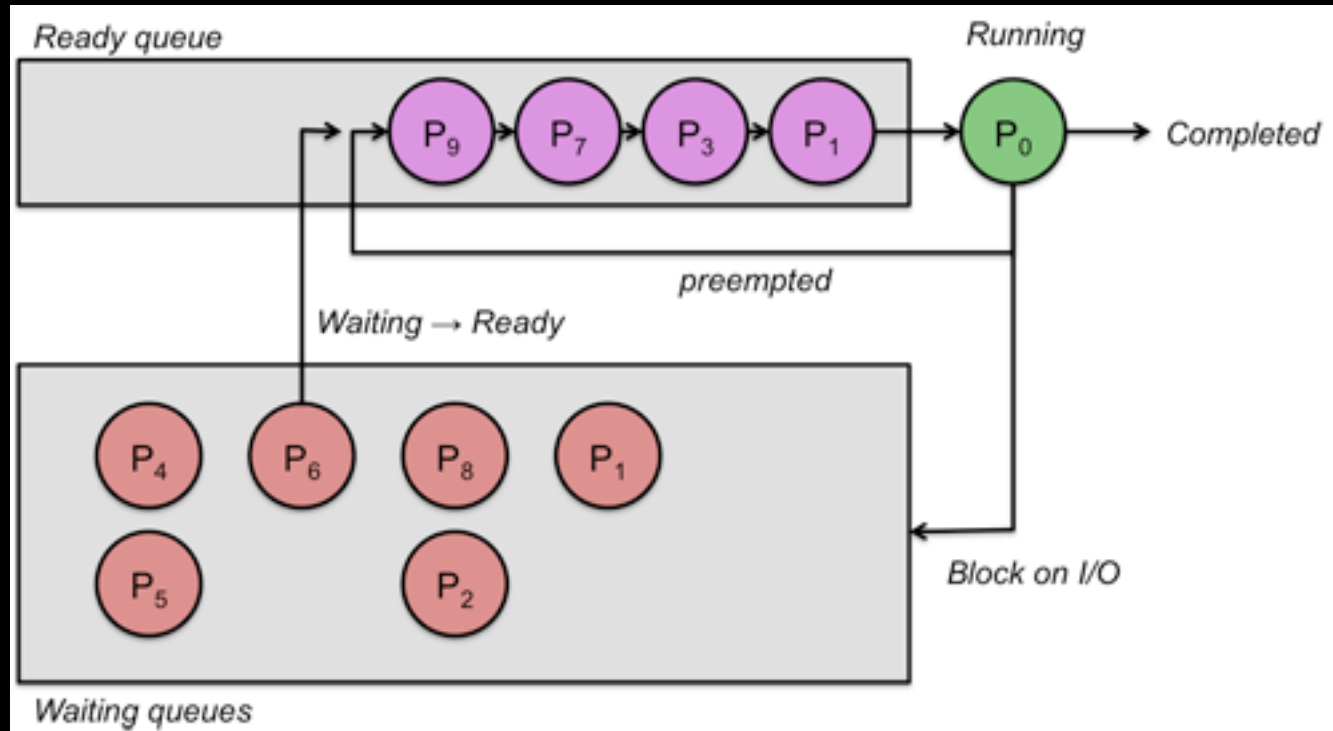 Ready queue
Running
P₉ P₇ P₃ P₁ P₀ Completed
preempted
Waiting → Ready
P₄ P₆ P₈ P₁
P₅ P₂
Block on I/O
Waiting queues